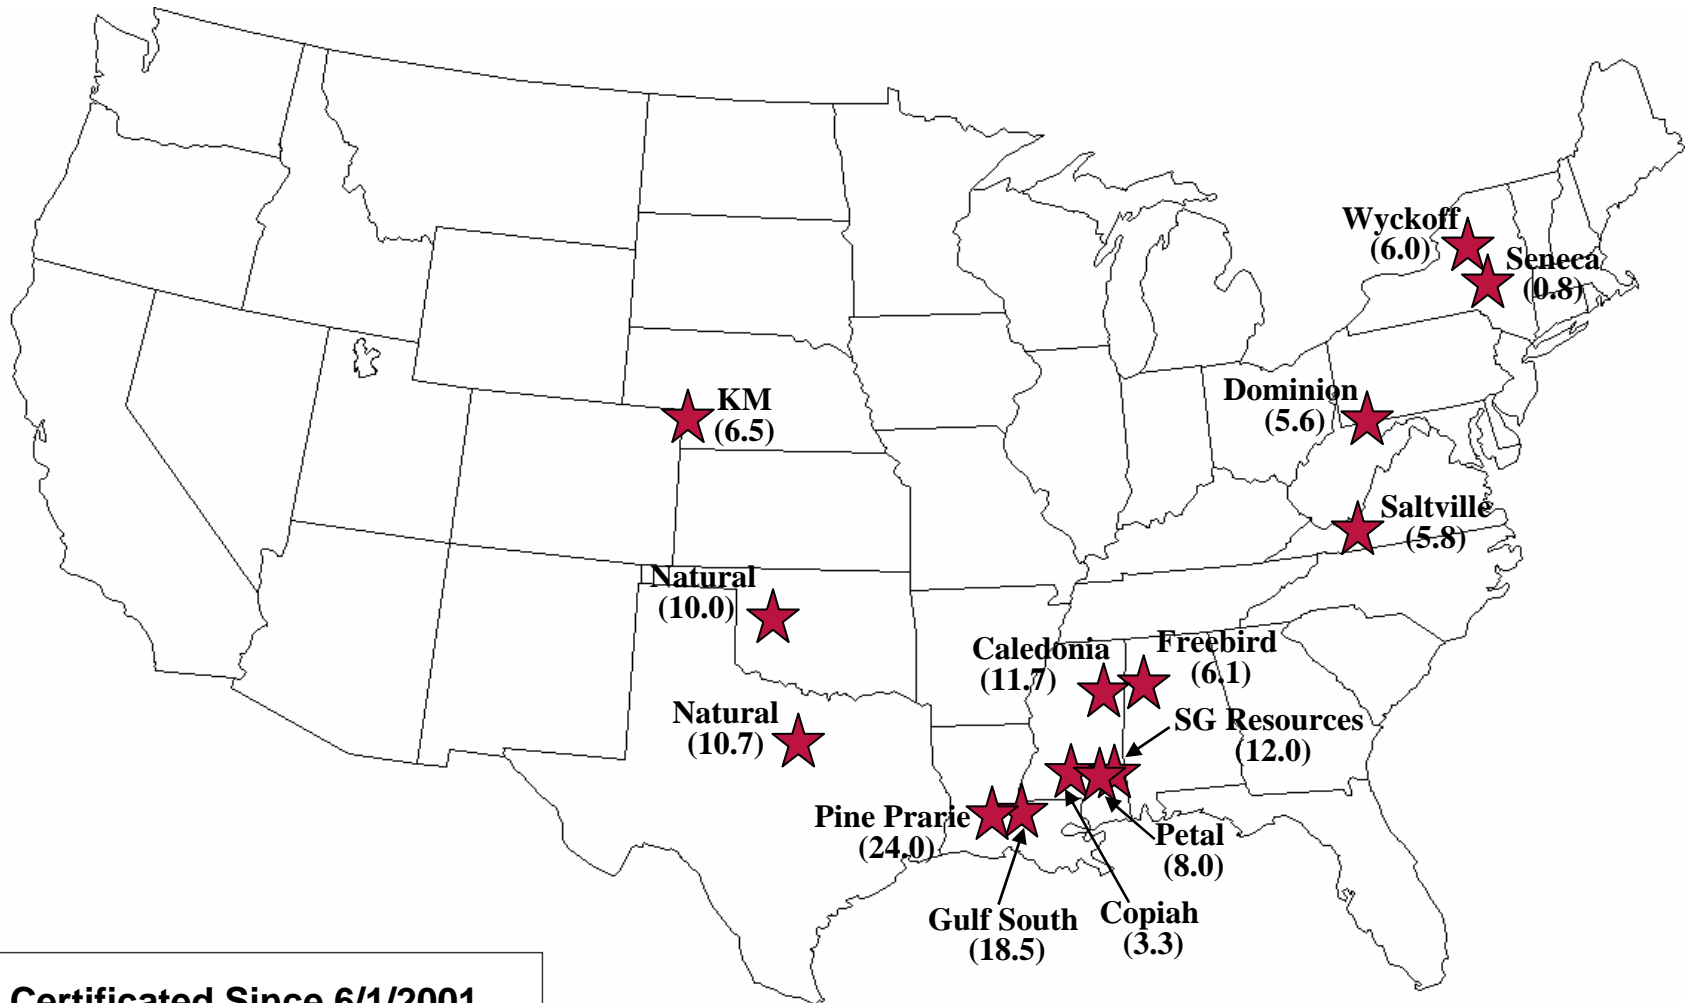 Wyckoff
(6.0)
Seneca
(0.8)
KM
(6.5)
Dominion
(5.6)
Saltville
(5.8)
Natural
(10.0)
Caledonia
(11.7)
Freebird
(6.1)
Natural
(10.7)
SG Resources
(12.0)
Pine Prarie
(24.0)
Petal
(8.0)
Gulf South
(18.5)
Copiah
(3.3)
Certificated Since 6/1/2001